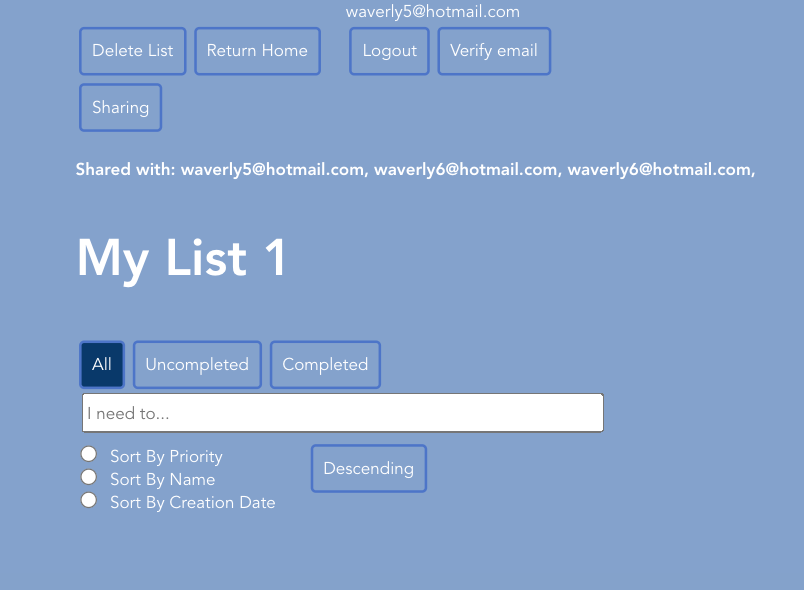 waverly5@hotmail.com
Delete List Return Home Logout Verify email
Sharing
Shared with: waverly5@hotmail.com, waverly6@hotmail.com, waverly6@hotmail.com,
My List 1
All Uncompleted Completed
I need to...
Sort By Priority
Descending
Sort By Name
Sort By Creation Date